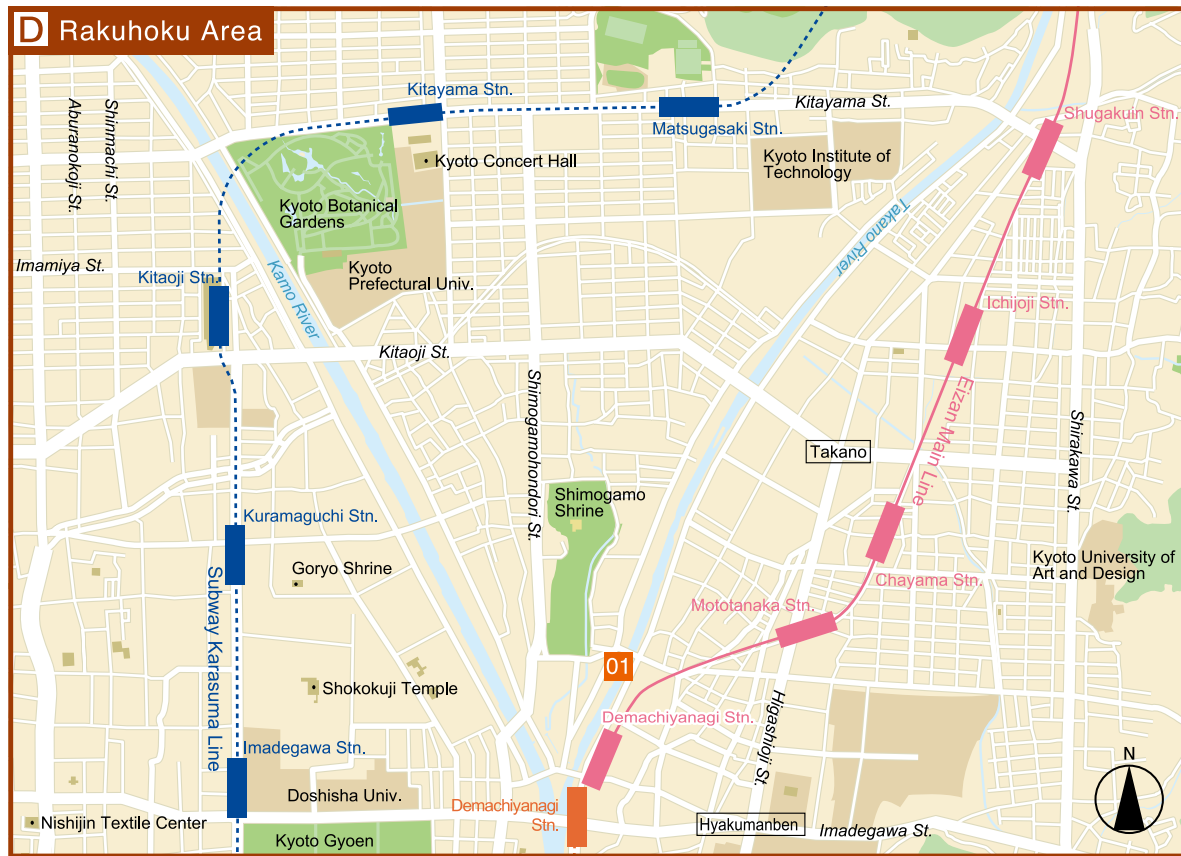 D Rakuhoku Area
Kitayama Stn.
Kitayama St.
Matsugasaki Stn.
Shugakuin Stn.
Shinmachi St.
Aburanokoji St.
Kyoto Concert Hall
Kyoto Institute of
Technology
Kyoto Botanical
Gardens
Takano River
Imamiya St.
Kitaoji Stn.
Kamo River
Kyoto
Prefectural Univ.
Ichijoji Stn.
Kitaoji St.
Shimogamohondori St.
Eizan Main Line
Shirakawa St.
Takano
Shimogamo
Shrine
Kuramaguchi Stn.
Goryo Shrine
Kyoto University of
Art and Design
Chayama Stn.
Mototanaka Stn.
Subway Karasuma Line
01
Shokokuji Temple
Higashioji St.
Demachiyanagi Stn.
Imadegawa Stn.
N
Doshisha Univ.
Demachiyanagi
Stn.
Nishijin Textile Center
Hyakumanben
Imadegawa St.
Kyoto Gyoen